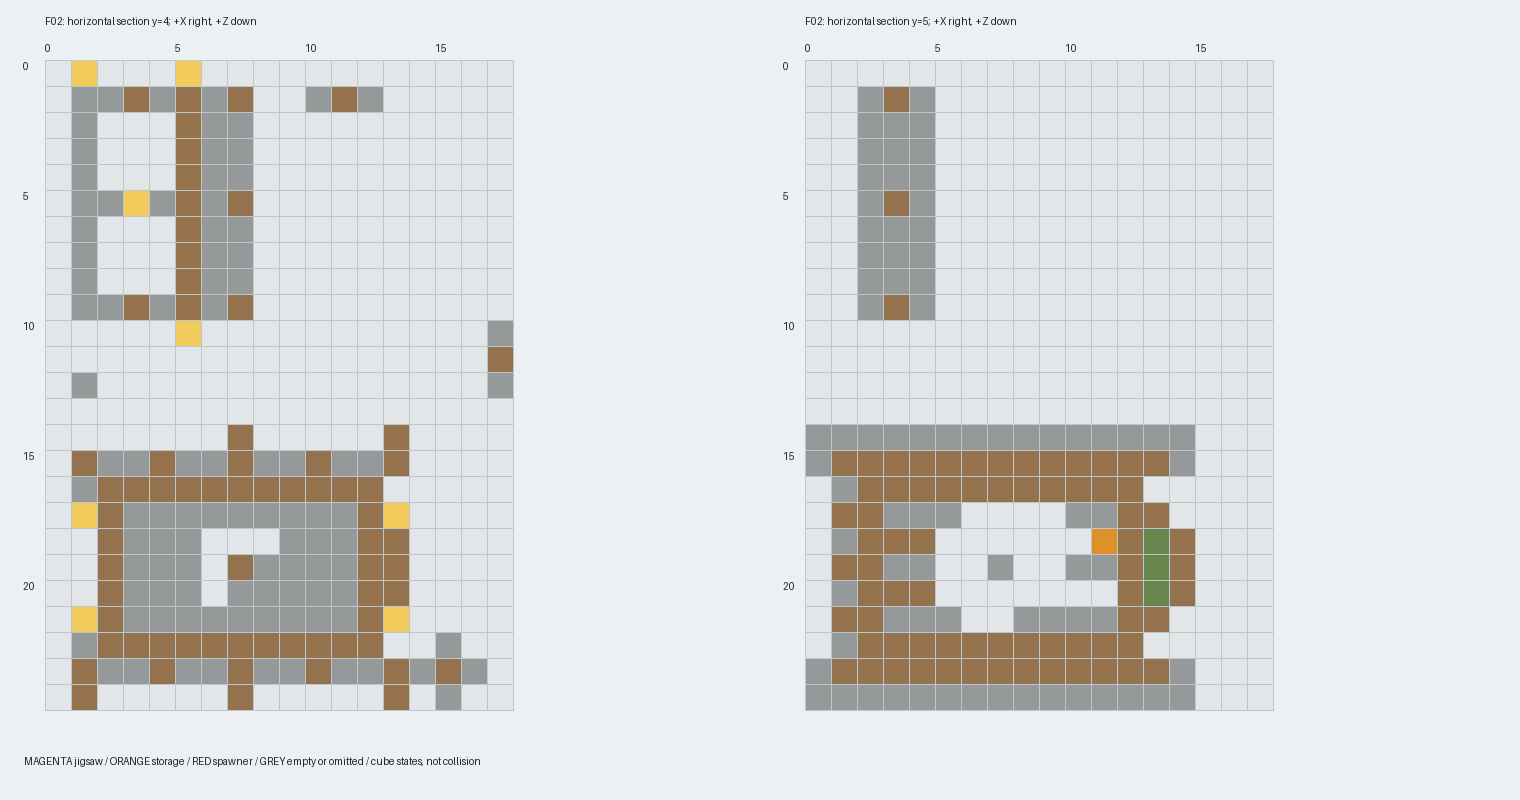 F02: horizontal section y=4; +X right, +Z down
F02: horizontal section y=5; +X right, +Z down
0 5 10 15
0 5 10 15
0 0
5 5
10 10
15 15
20 20
MAGENTA jigsaw / ORANGE storage / RED spawner / GREY empty or omitted / cube states, not collision